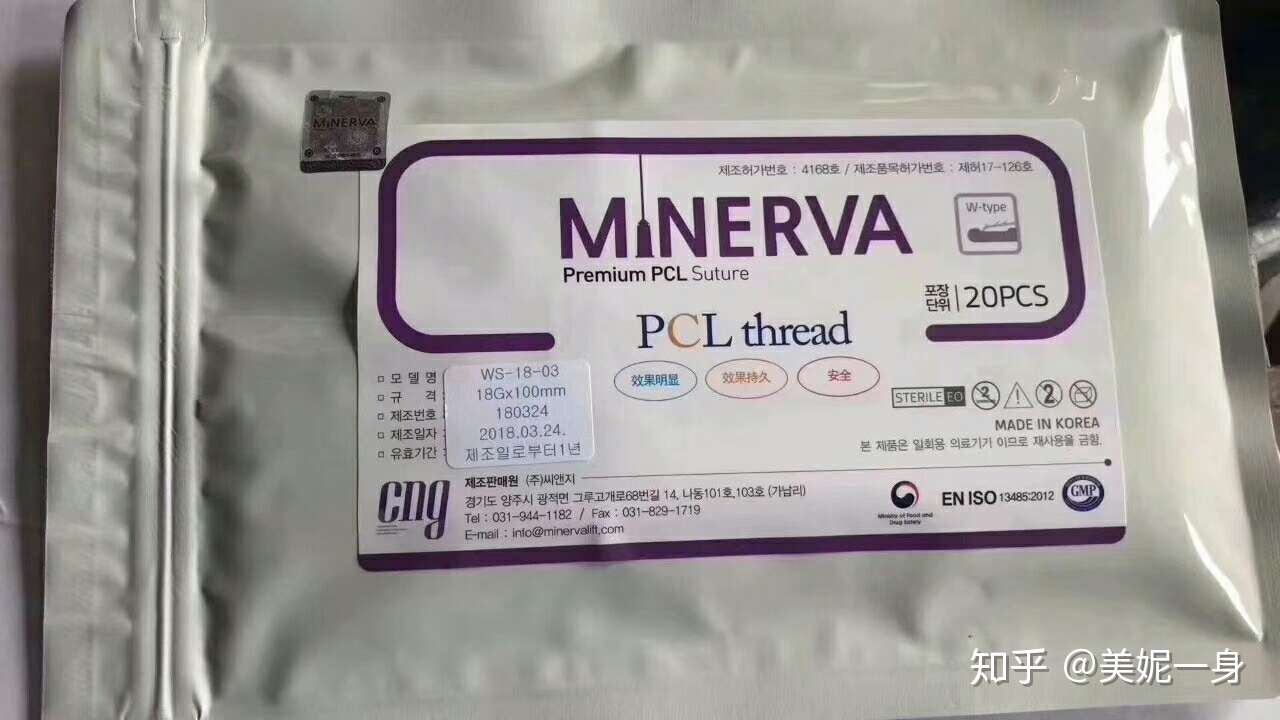 MiNERVA
제조허가번호 : 4168호 / 제조품목허가번호 : 제허17-126호
MiNERVA
Premium PCL Suture
W-type
포장단위 20PCS
PCL thread
效果明显 效果持久 安全
모 델 명 WS-18-03
규 격 18Gx100mm
제조번호 180324
제조일자 : 2018.03.24.
유효기간 : 제조일로부터1년
STERILE EO
MADE IN KOREA
본 제품은 일회용 의료기기 이므로 재사용을 금함.
cng
제조판매원 (주)씨앤지
경기도 양주시 광적면 그루고개로68번길 14, 나동101호,103호 (가납리)
Tel : 031-944-1182 / Fax : 031-829-1719
E-mail : info@minervalift.com
Ministry of Food and
Drug Safety
EN ISO 13485:2012
GMP
知乎 @美妮一身